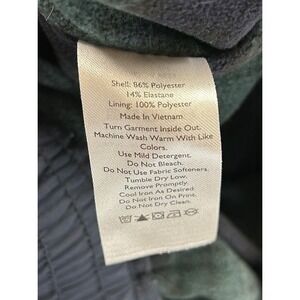 Shell: 86% Polyester
14% Elastane
Lining: 100% Polyester
Made In Vietnam
Turn Garment Inside Out.
Machine Wash Warm With Like
Colors.
Use Mild Detergent.
Do Not Bleach.
Do Not Use Fabric Softeners.
Tumble Dry Low.
Remove Promptly.
Cool Iron As Desired.
Do Not Iron On Print.
Do Not Dry Clean.